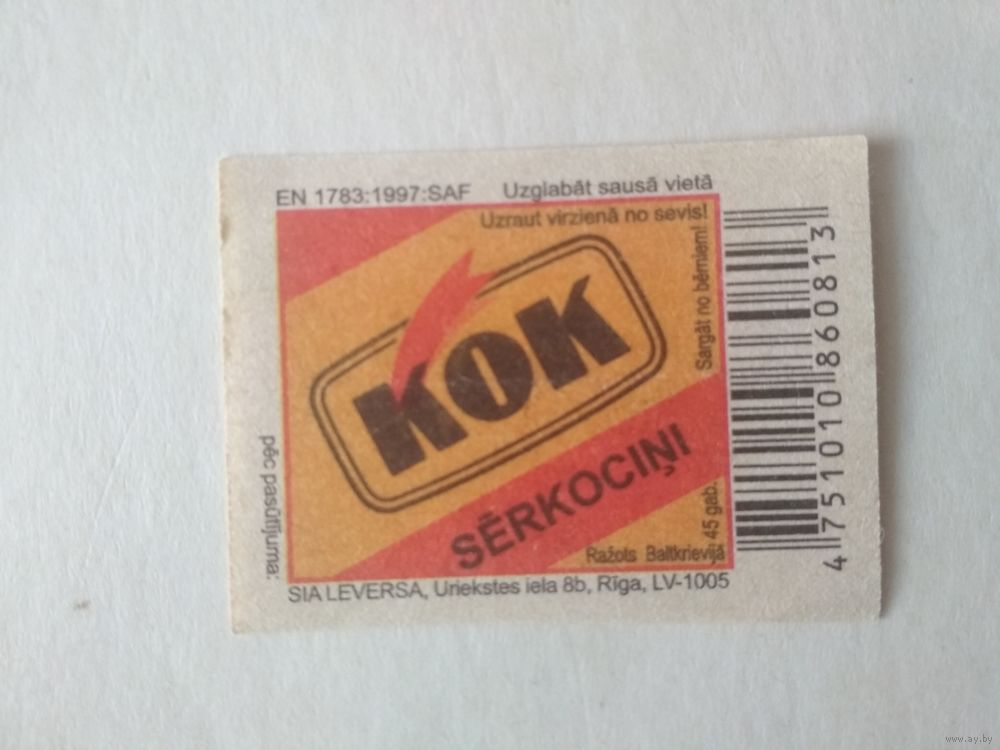 EN 1783:1997:SAF Uzglabāt sausā vietā
Uzraut virzienā no sevis!
Sargāt no bērniem!
KOK
SĒRKOCIŅI
45 gab.
Ražots Baltkrievijā
pēc pasūtījuma:
SIA LEVERSA, Uriekstes iela 8b, Rīga, LV-1005
4 751010 860813
www.ay.by